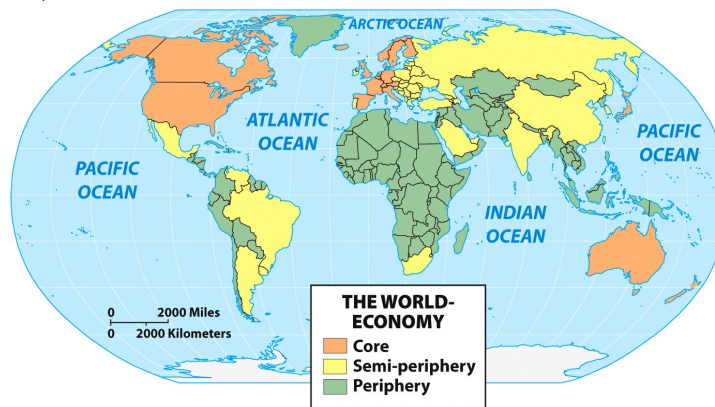 ARCTIC OCEAN
ATLANTIC
OCEAN
PACIFIC
OCEAN
PACIFIC
OCEAN
INDIAN
OCEAN
0 2000 Miles
0 2000 Kilometers
THE WORLD-
ECONOMY
Core
Semi-periphery
Periphery